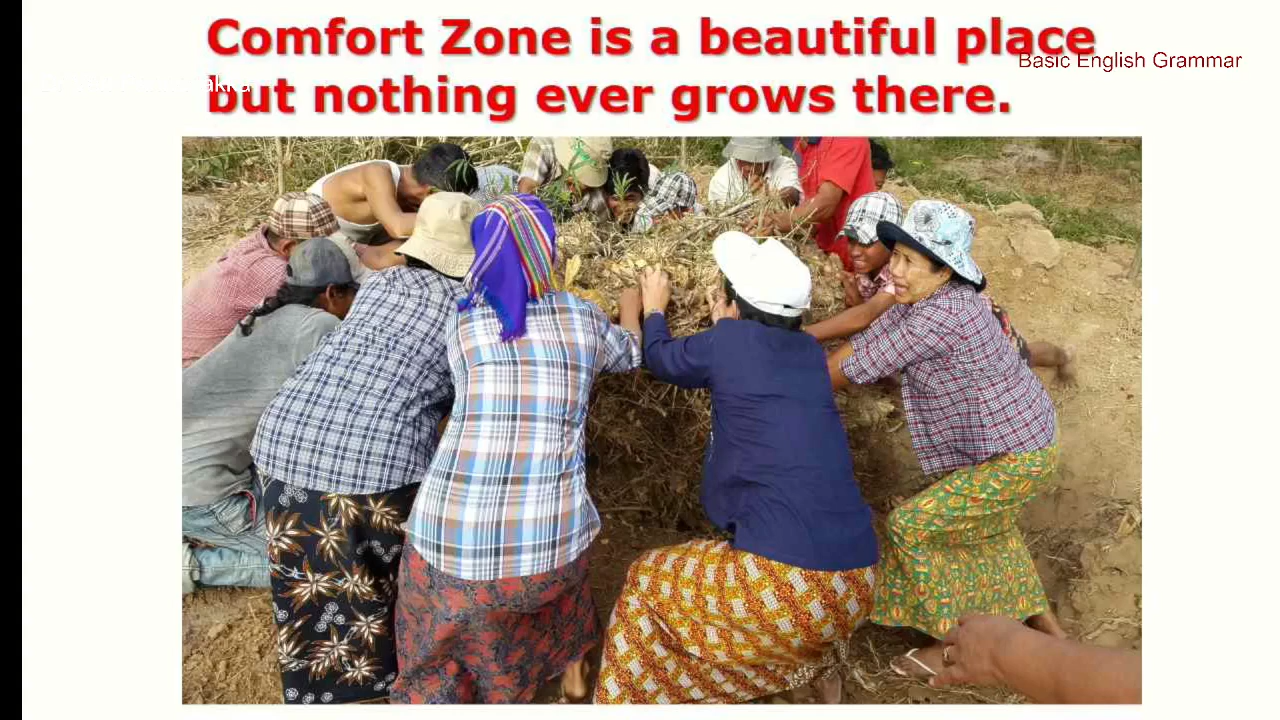 Comfort Zone is a beautiful place
Basic English Grammar
but nothing ever grows there.